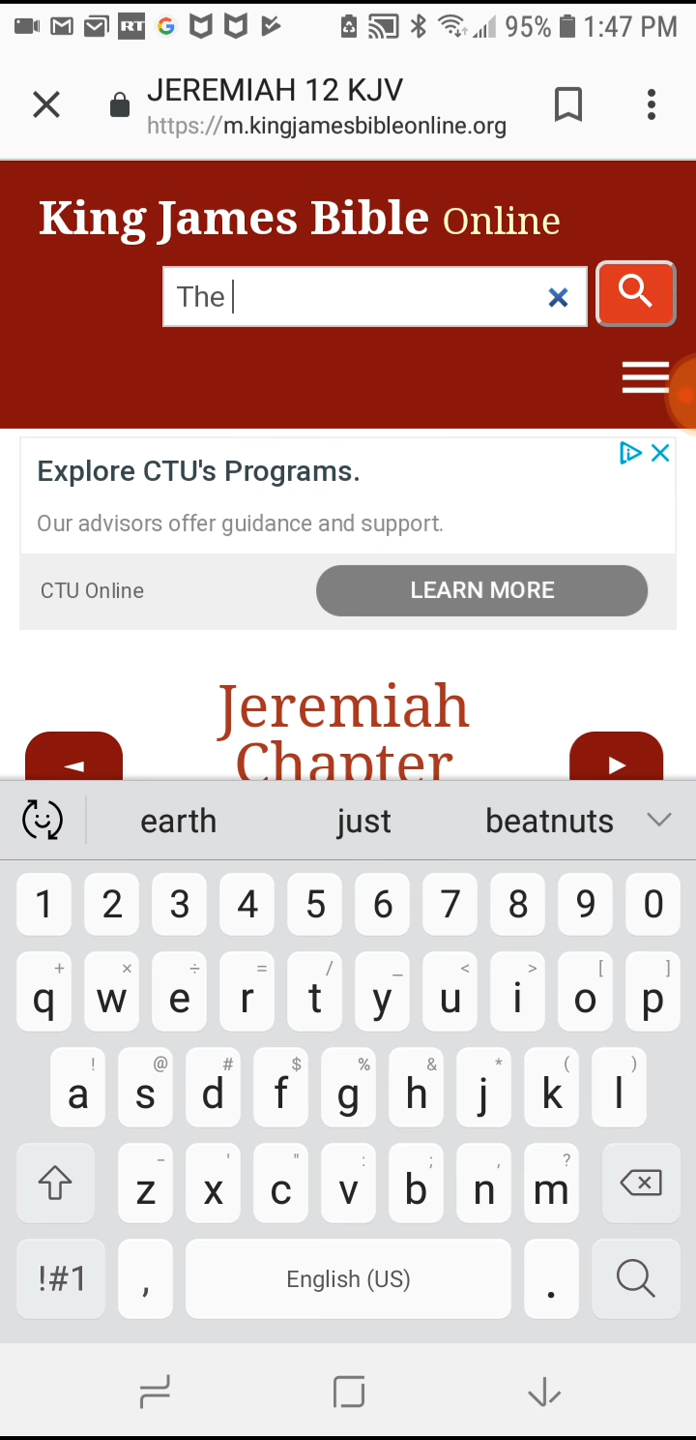 RT G 95% 1:47 PM
JEREMIAH 12 KJV
https://m.kingjamesbibleonline.org
King James Bible Online
The
Explore CTU's Programs.
Our advisors offer guidance and support.
CTU Online LEARN MORE
Jeremiah
Chapter
earth just beatnuts
1 2 3 4 5 6 7 8 9 0
+ × ÷ = / _ < > [ ]
q w e r t y u i o p
! @ # $ % & * ( )
a s d f g h j k l
- ' " : ; , ?
z x c v b n m
!#1 , English (US) .